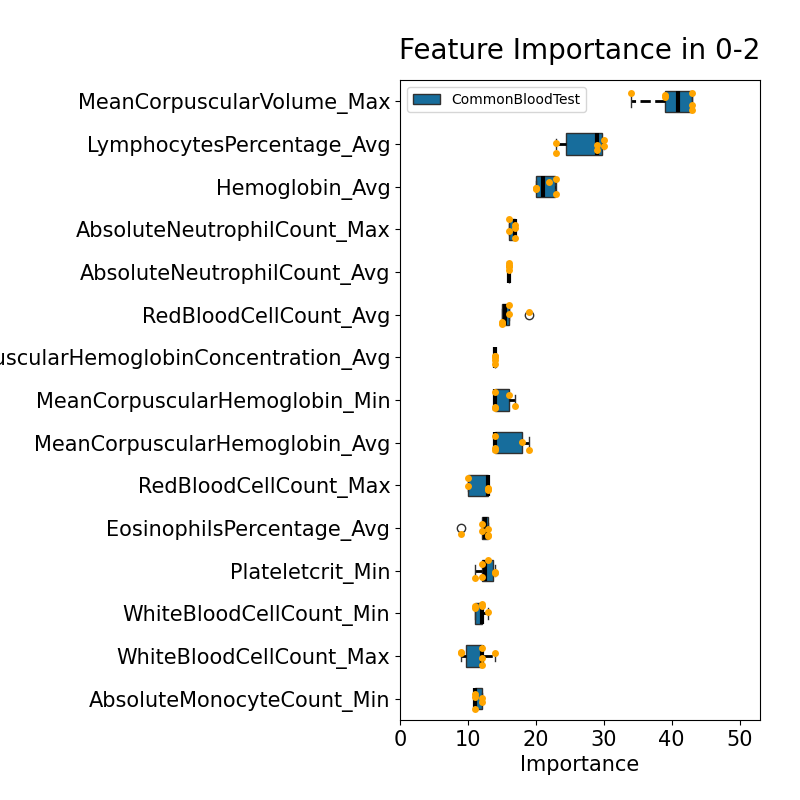 Feature Importance in 0-2
CommonBloodTest
MeanCorpuscularVolume_Max
LymphocytesPercentage_Avg
Hemoglobin_Avg
AbsoluteNeutrophilCount_Max
AbsoluteNeutrophilCount_Avg
RedBloodCellCount_Avg
uscularHemoglobinConcentration_Avg
MeanCorpuscularHemoglobin_Min
MeanCorpuscularHemoglobin_Avg
RedBloodCellCount_Max
EosinophilsPercentage_Avg
Plateletcrit_Min
WhiteBloodCellCount_Min
WhiteBloodCellCount_Max
AbsoluteMonocyteCount_Min
0 10 20 30 40 50
Importance